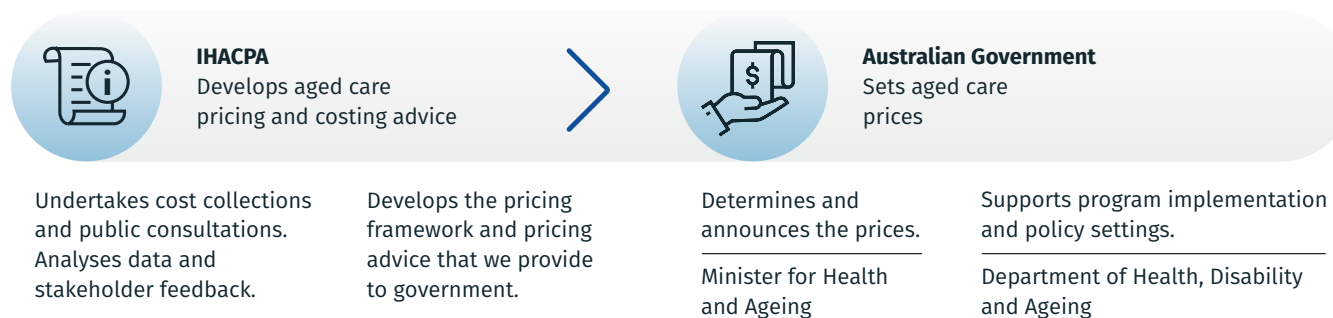 IHACPA
Develops aged care
pricing and costing advice
Australian Government
Sets aged care
prices
Undertakes cost collections
and public consultations.
Analyses data and
stakeholder feedback.
Develops the pricing
framework and pricing
advice that we provide
to government.
Determines and
announces the prices.
Minister for Health
and Ageing
Supports program implementation
and policy settings.
Department of Health, Disability
and Ageing